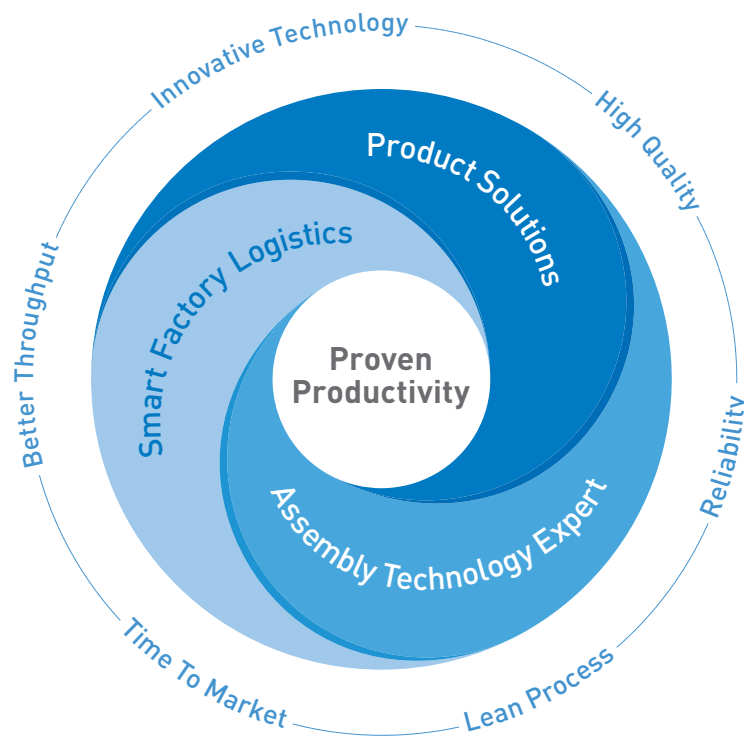 Innovative Technology
High Quality
Reliability
Lean Process
Time To Market
Better Throughput
Product Solutions
Assembly Technology Expert
Smart Factory Logistics
Proven
Productivity